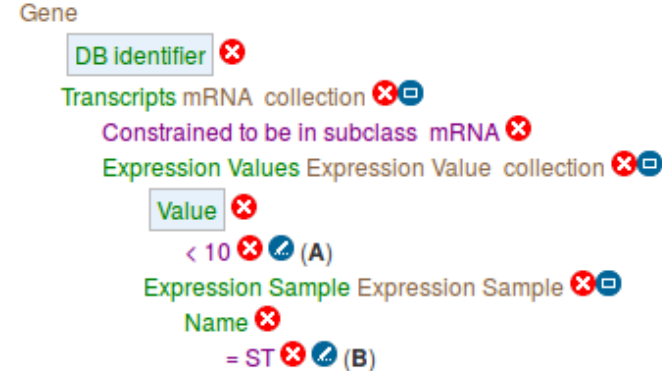 Gene
DB identifier
Transcripts mRNA collection
Constrained to be in subclass mRNA
Expression Values Expression Value collection
Value
< 10 (A)
Expression Sample Expression Sample
Name
= ST (B)